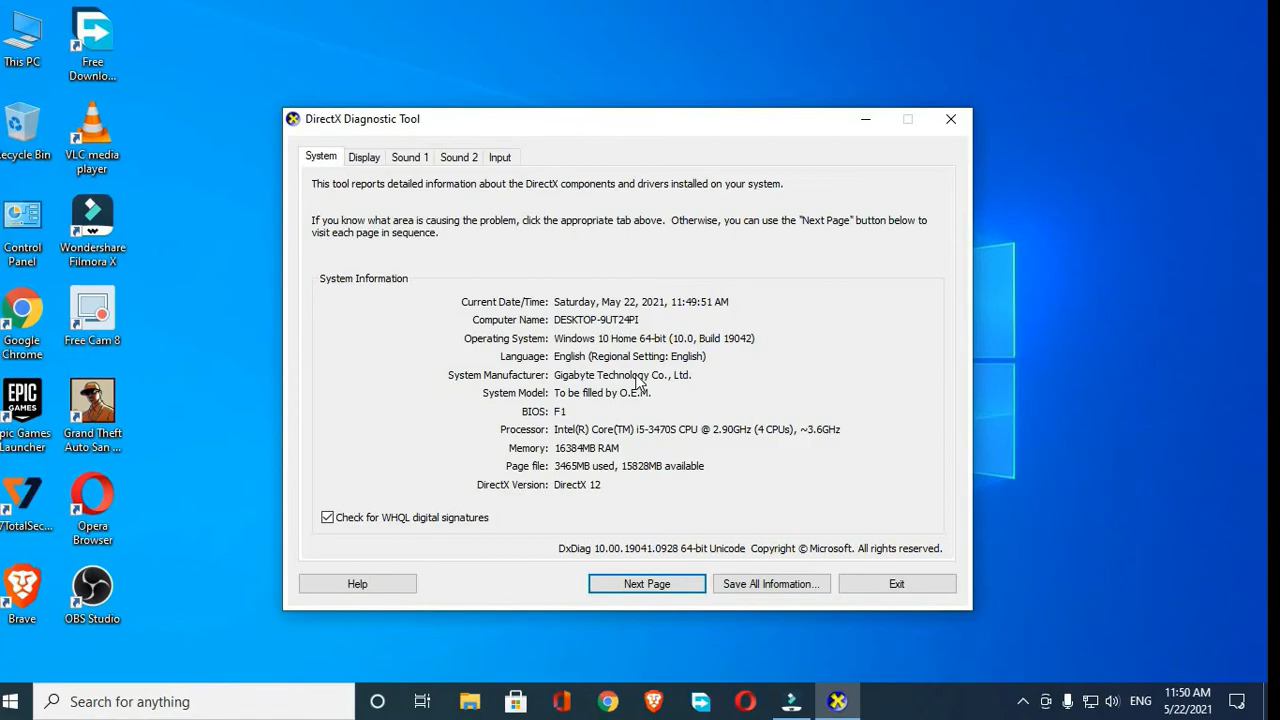 This PC
Free
Downlo...
Recycle Bin
VLC media
player
Control
Panel
Wondershare
Filmora X
Google
Chrome
Free Cam 8
EPIC
GAMES
Epic Games
Launcher
Grand Theft
Auto San ...
7TotalSec...
Opera
Browser
Brave
OBS Studio
DirectX Diagnostic Tool
System Display Sound 1 Sound 2 Input
This tool reports detailed information about the DirectX components and drivers installed on your system.
If you know what area is causing the problem, click the appropriate tab above. Otherwise, you can use the "Next Page" button below to
visit each page in sequence.
System Information
Current Date/Time: Saturday, May 22, 2021, 11:49:51 AM
Computer Name: DESKTOP-9UT24PI
Operating System: Windows 10 Home 64-bit (10.0, Build 19042)
Language: English (Regional Setting: English)
System Manufacturer: Gigabyte Technology Co., Ltd.
System Model: To be filled by O.E.M.
BIOS: F1
Processor: Intel(R) Core(TM) i5-3470S CPU @ 2.90GHz (4 CPUs), ~3.6GHz
Memory: 16384MB RAM
Page file: 3465MB used, 15828MB available
DirectX Version: DirectX 12
Check for WHQL digital signatures
DxDiag 10.00.19041.0928 64-bit Unicode Copyright © Microsoft. All rights reserved.
Help Next Page Save All Information... Exit
Search for anything
ENG
11:50 AM
5/22/2021